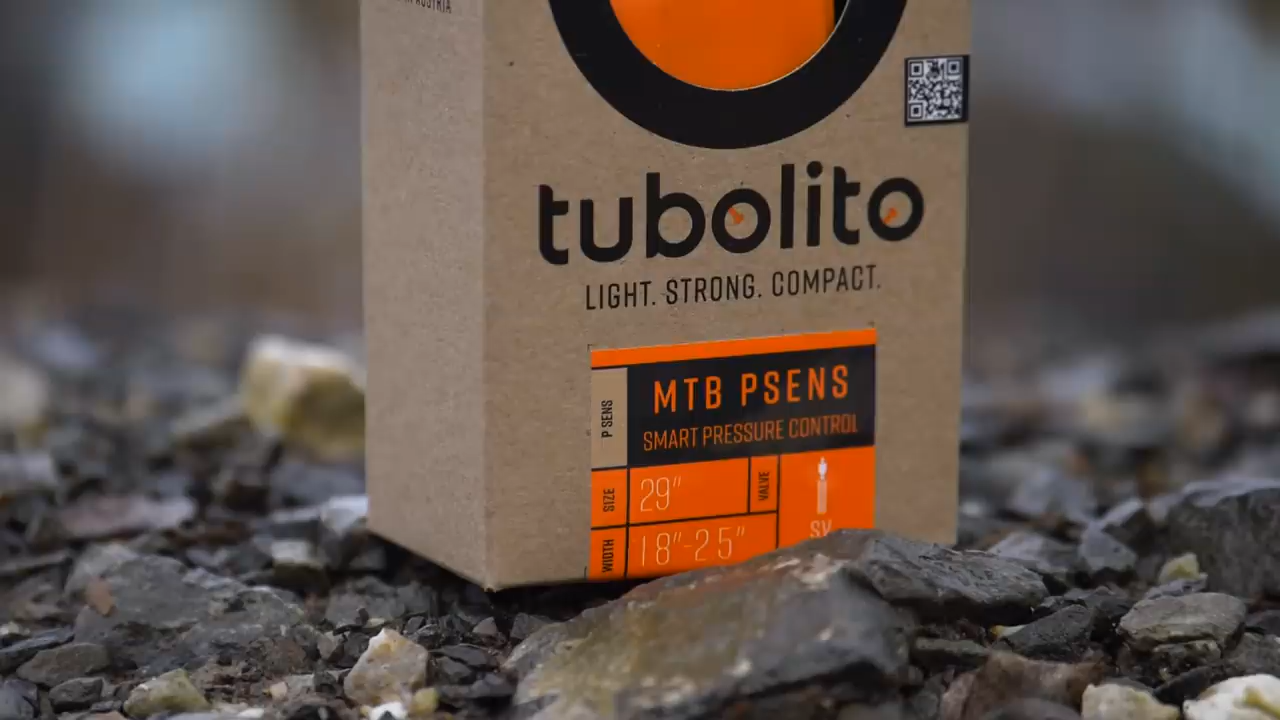 AUSTRIA
tubolito
LIGHT. STRONG. COMPACT.
P SENS
MTB PSENS
SMART PRESSURE CONTROL
SIZE
29"
VALVE
SV
WIDTH
1.8"-2.5"